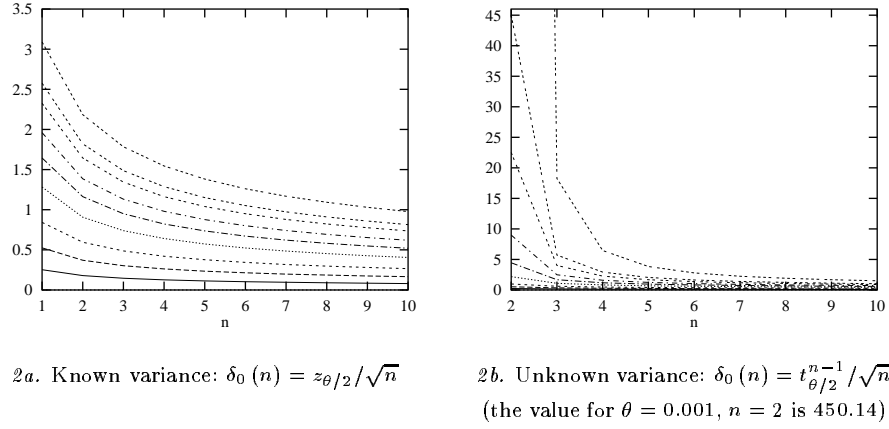 3.5
3
2.5
2
1.5
1
0.5
0
1 2 3 4 5 6 7 8 9 10
n
45
40
35
30
25
20
15
10
5
0
2 3 4 5 6 7 8 9 10
n
2a. Known variance: δ₀ (n) = z_{θ/2}/√n
2b. Unknown variance: δ₀ (n) = t^{n−1}_{θ/2}/√n
(the value for θ = 0.001, n = 2 is 450.14)